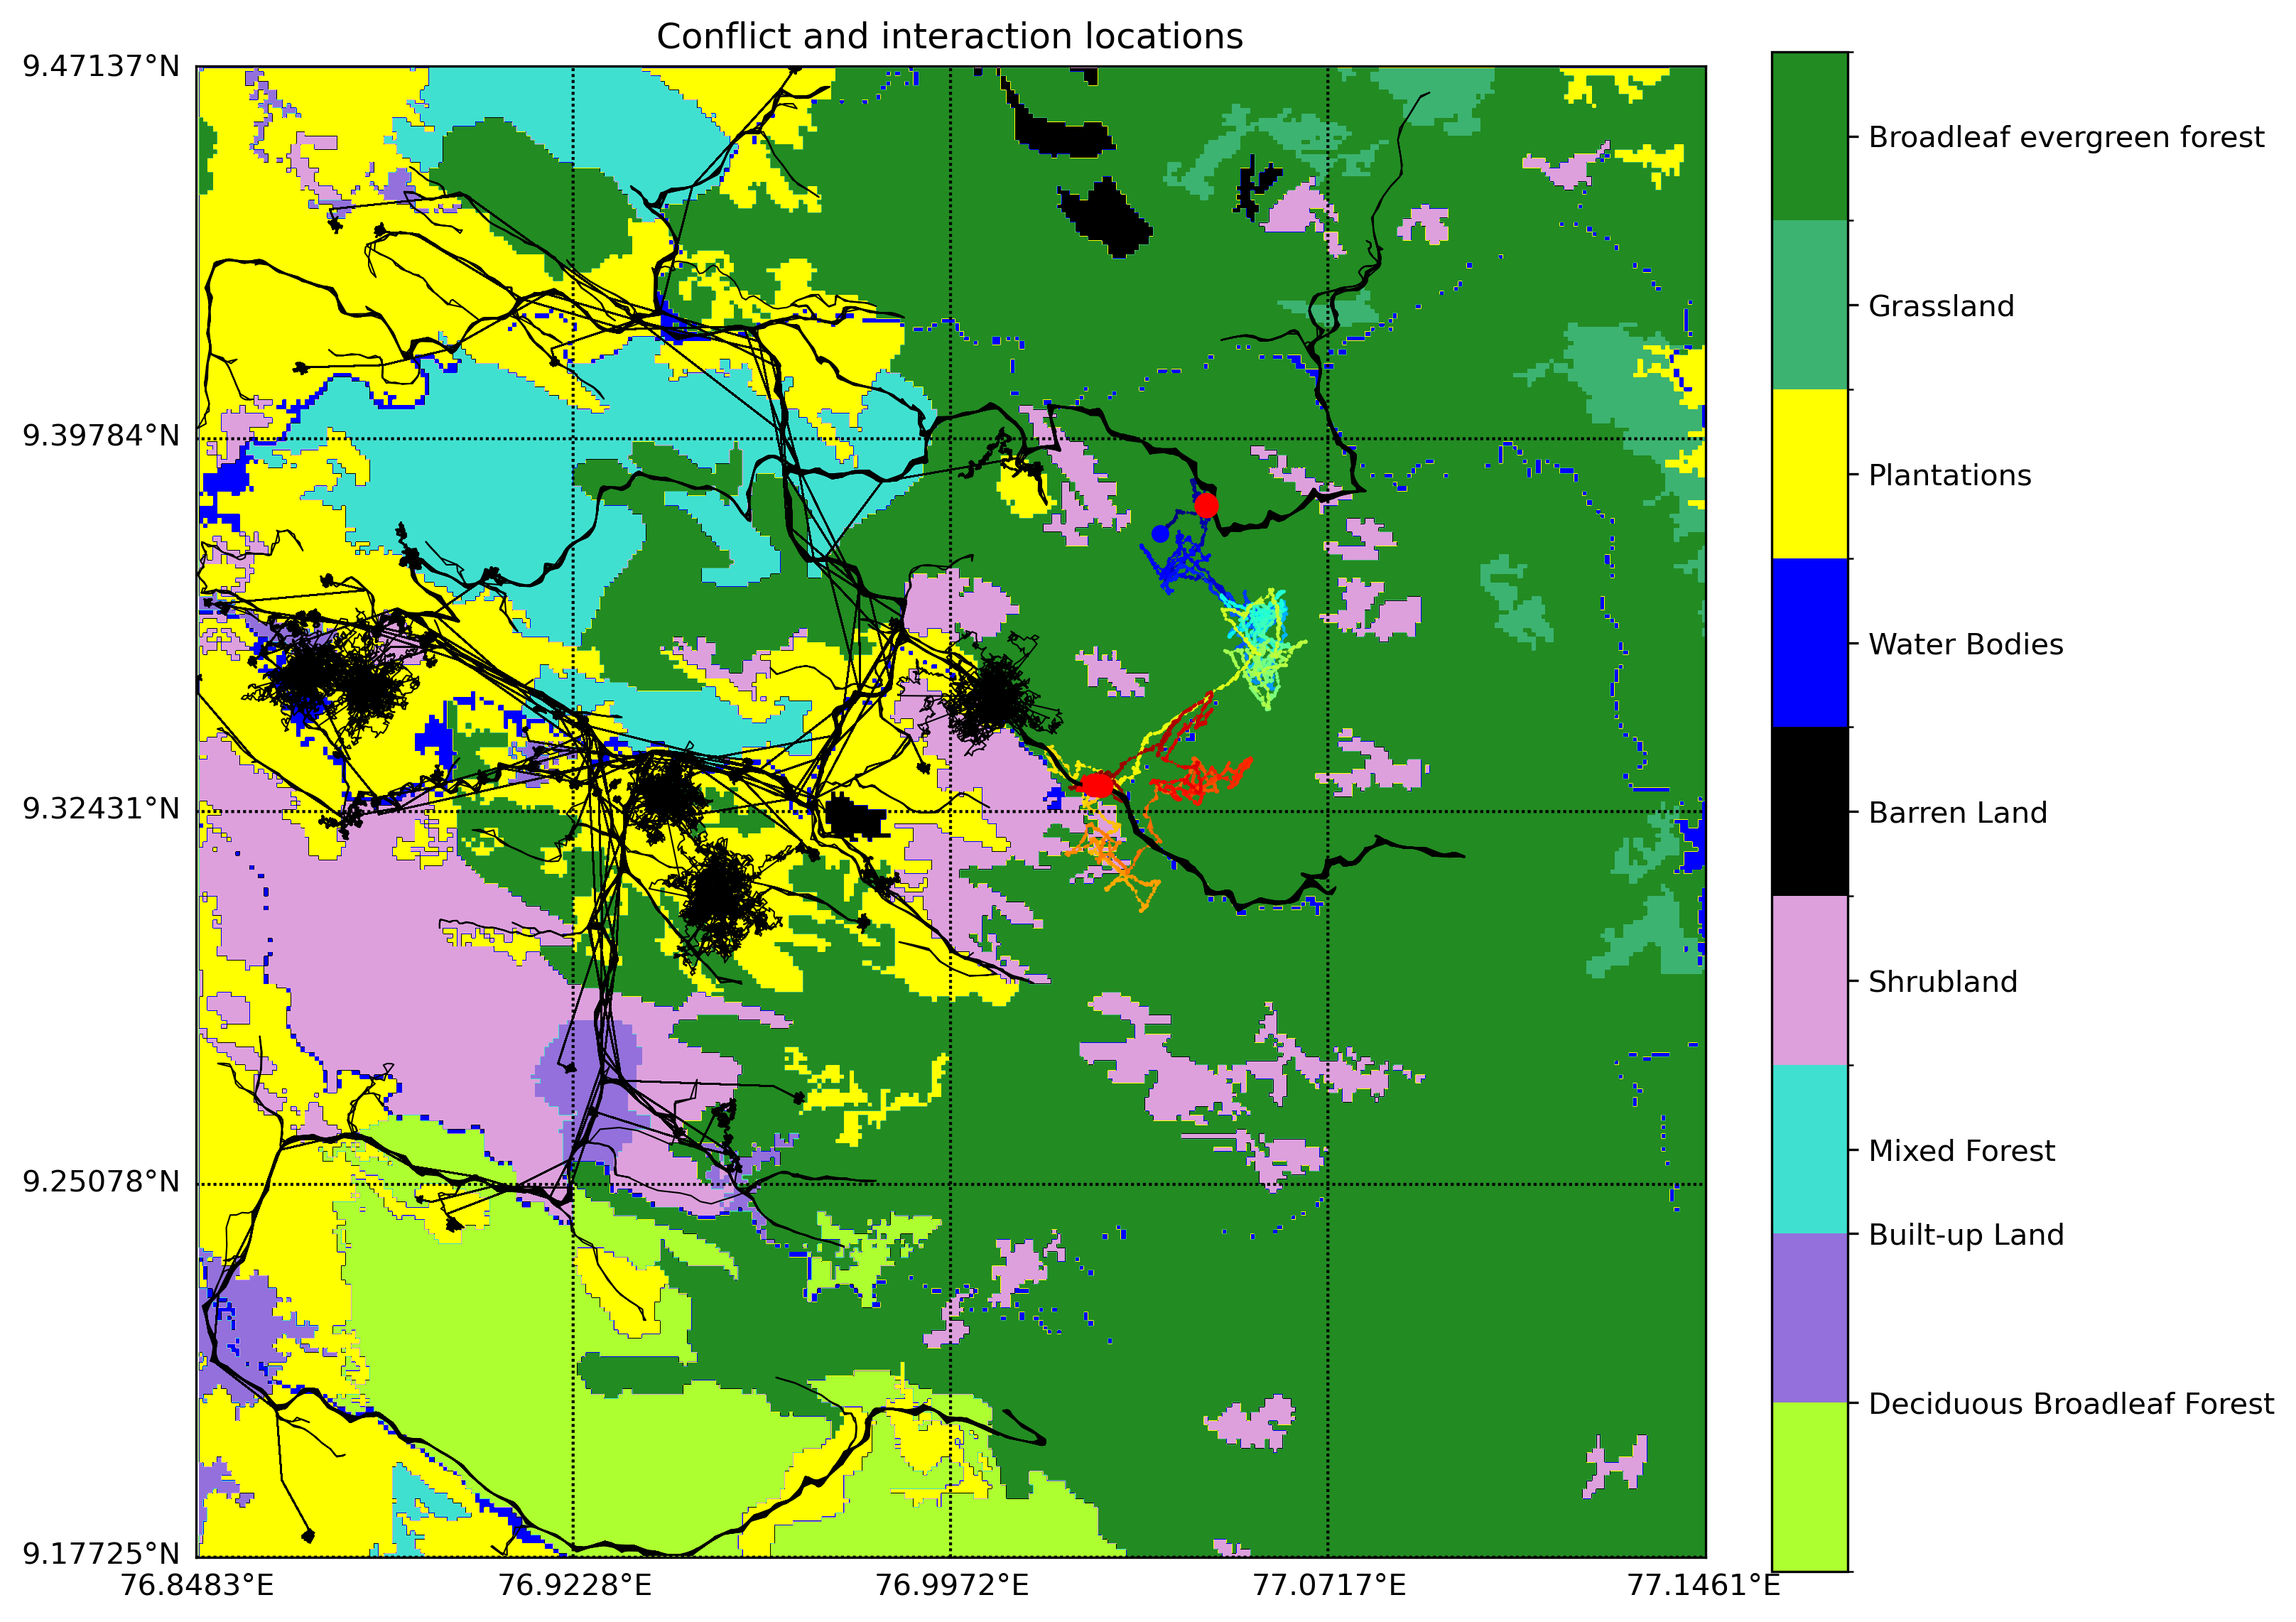 Conflict and interaction locations
9.47137°N
9.39784°N
9.32431°N
9.25078°N
9.17725°N
76.8483°E
76.9228°E
76.9972°E
77.0717°E
77.1461°E
Broadleaf evergreen forest
Grassland
Plantations
Water Bodies
Barren Land
Shrubland
Mixed Forest
Built-up Land
Deciduous Broadleaf Forest